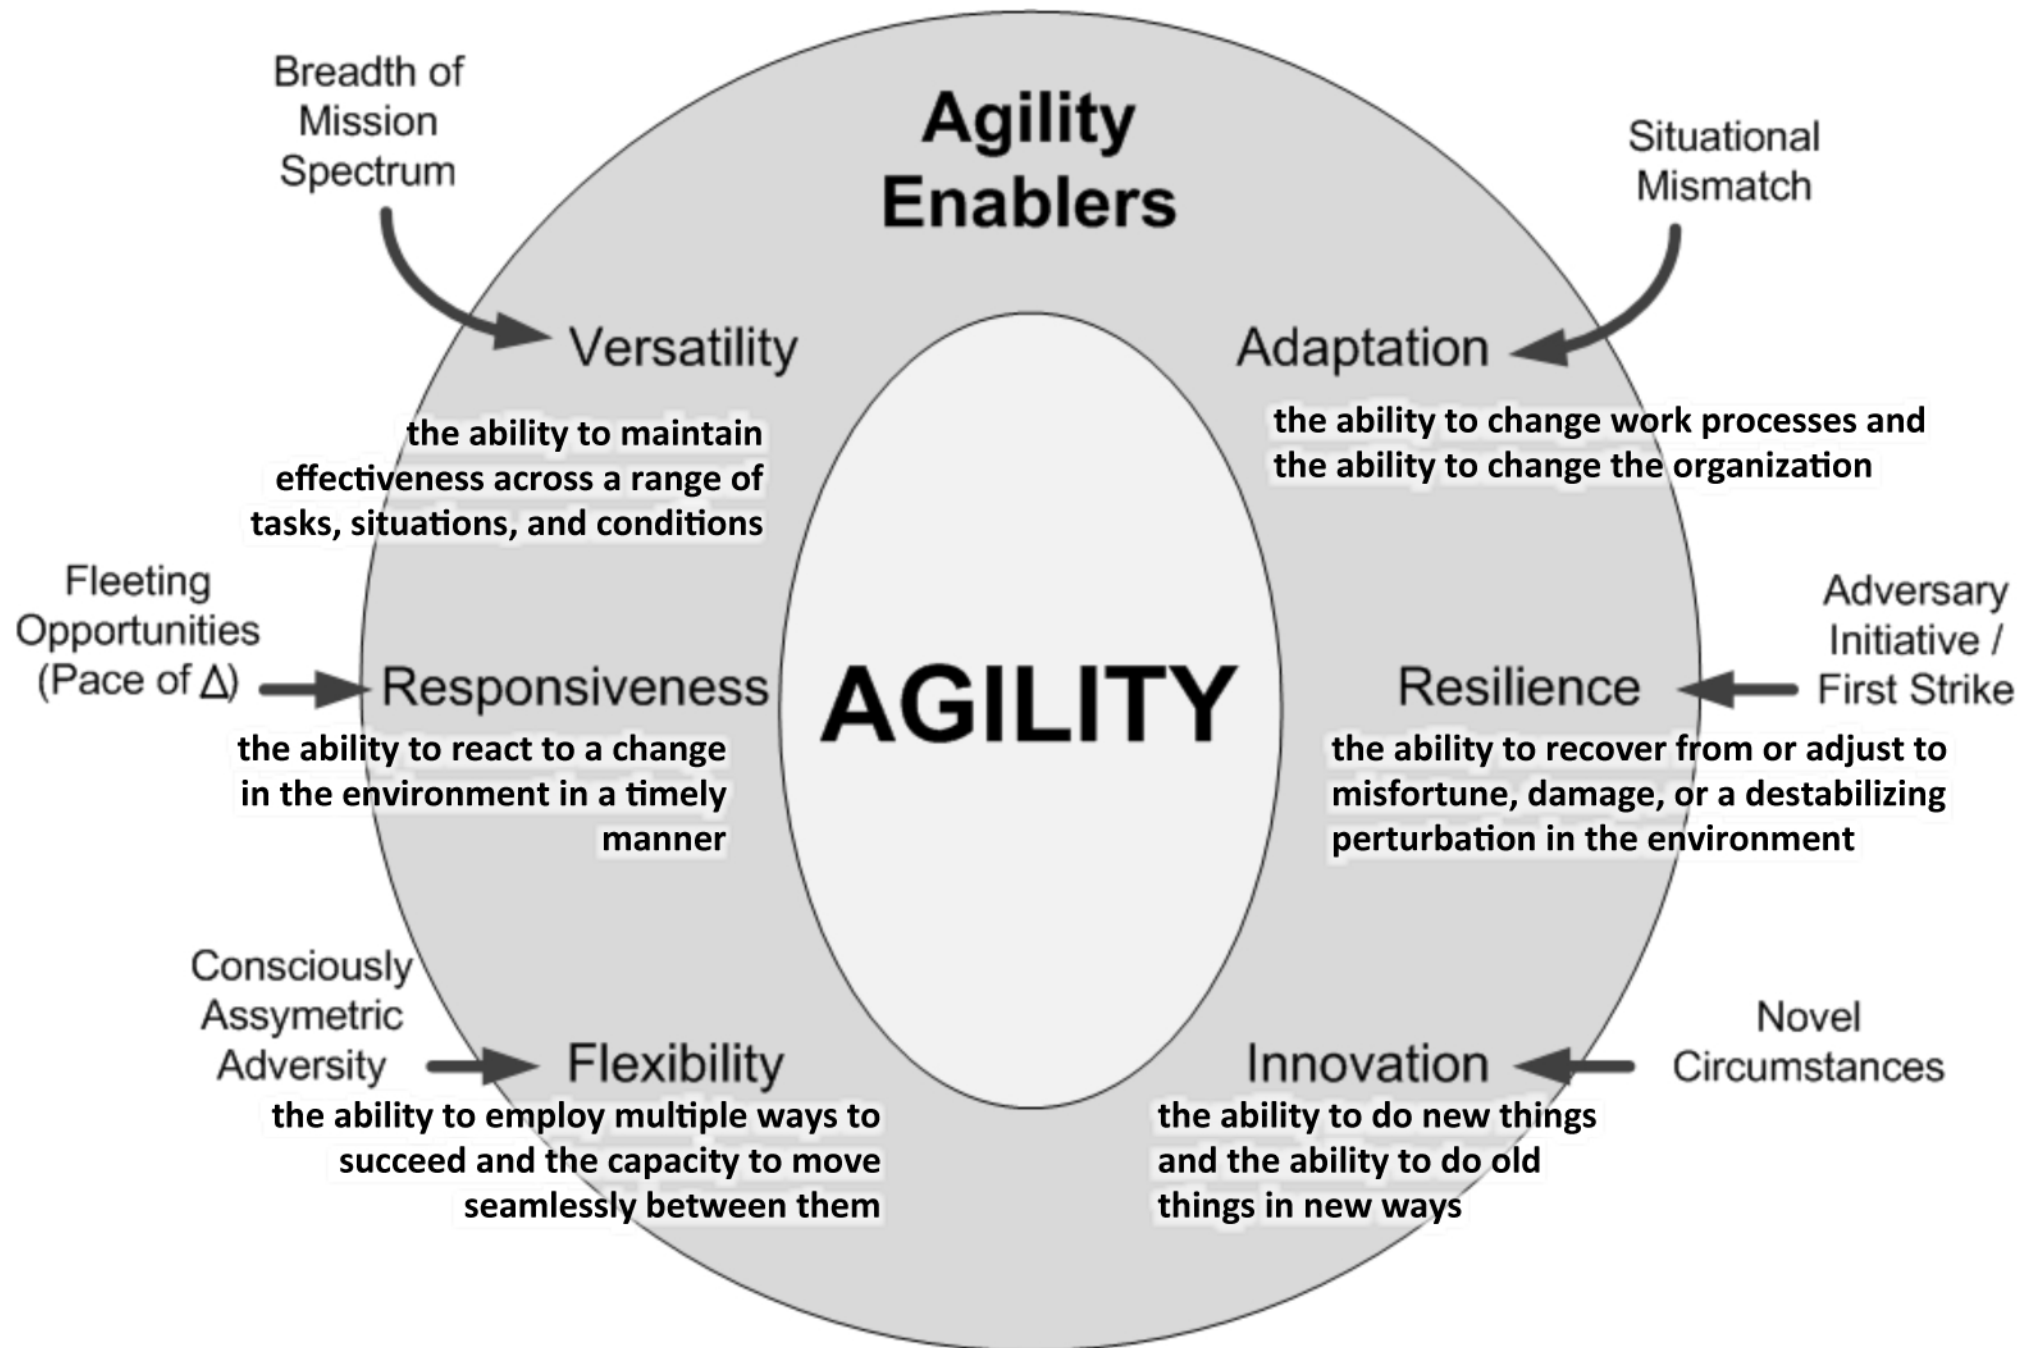 Agility
Enablers
Breadth of
Mission
Spectrum
Versatility
the ability to maintain
effectiveness across a range of
tasks, situations, and conditions
Situational
Mismatch
Adaptation
the ability to change work processes and
the ability to change the organization
Fleeting
Opportunities
(Pace of Δ)
Responsiveness
the ability to react to a change
in the environment in a timely
manner
AGILITY
Adversary
Initiative /
First Strike
Resilience
the ability to recover from or adjust to
misfortune, damage, or a destabilizing
perturbation in the environment
Consciously
Assymetric
Adversity
Flexibility
the ability to employ multiple ways to
succeed and the capacity to move
seamlessly between them
Novel
Circumstances
Innovation
the ability to do new things
and the ability to do old
things in new ways